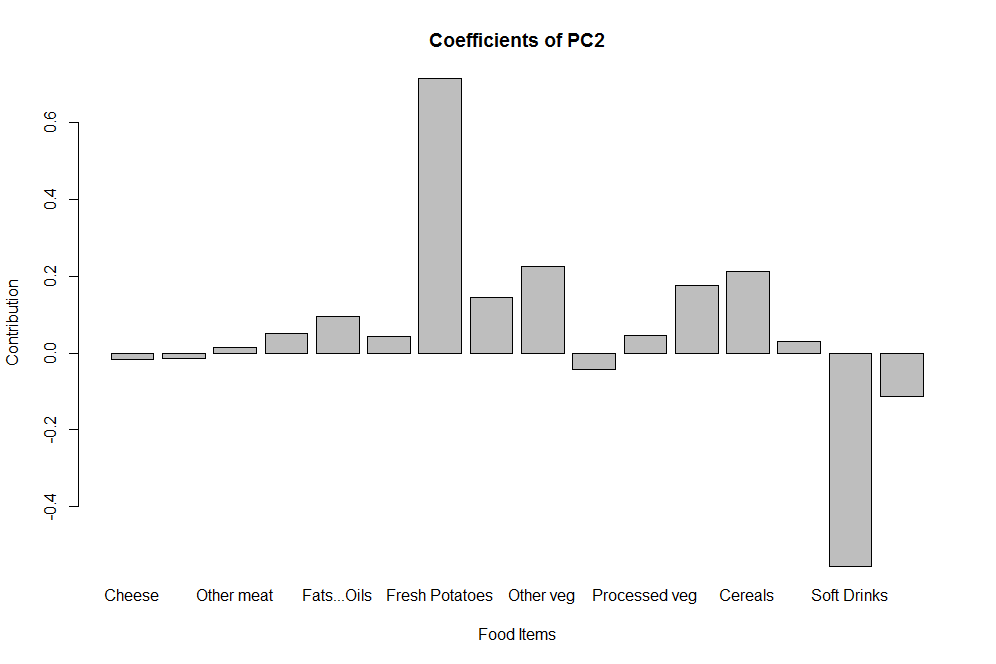 Coefficients of PC2
Contribution
0.6
0.4
0.2
0.0
-0.2
-0.4
Cheese Other meat Fats...Oils Fresh Potatoes Other veg Processed veg Cereals Soft Drinks
Food Items